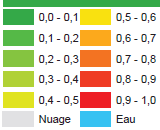 0,0 - 0,1 0,5 - 0,6
0,1 - 0,2 0,6 - 0,7
0,2 - 0,3 0,7 - 0,8
0,3 - 0,4 0,8 - 0,9
0,4 - 0,5 0,9 - 1,0
Nuage Eau